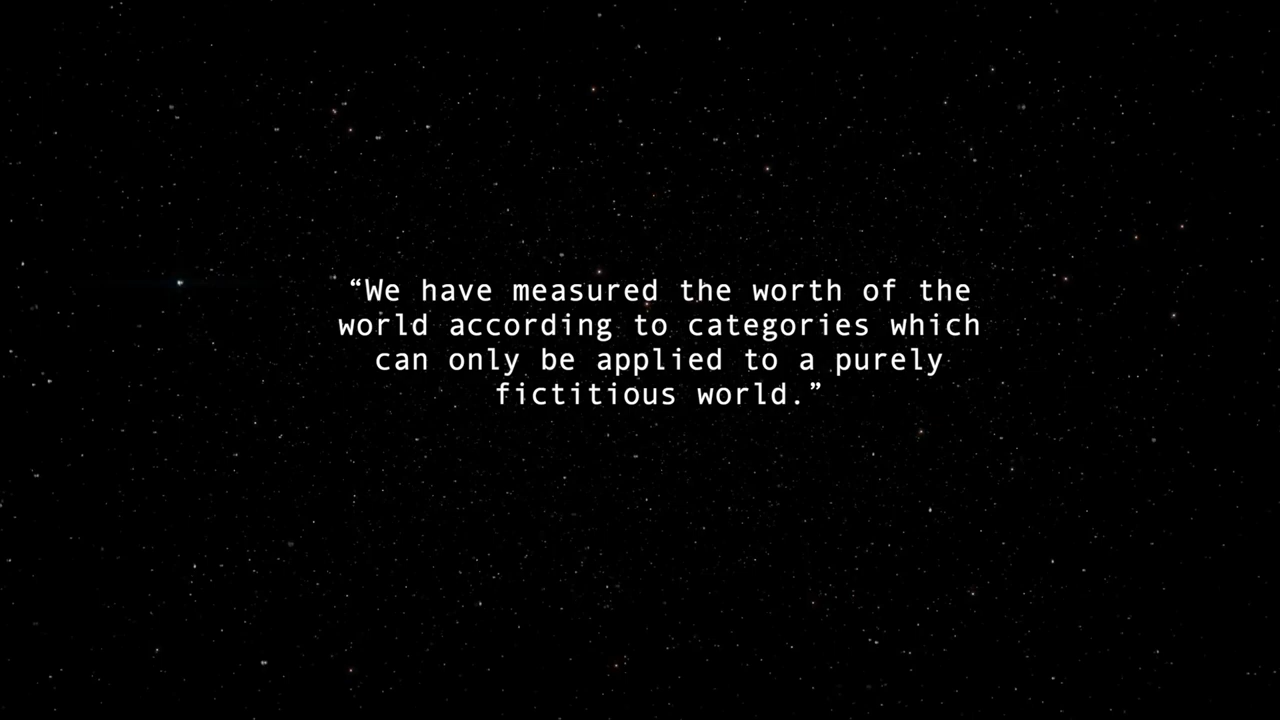 “We have measured the worth of the
world according to categories which
can only be applied to a purely
fictitious world.”